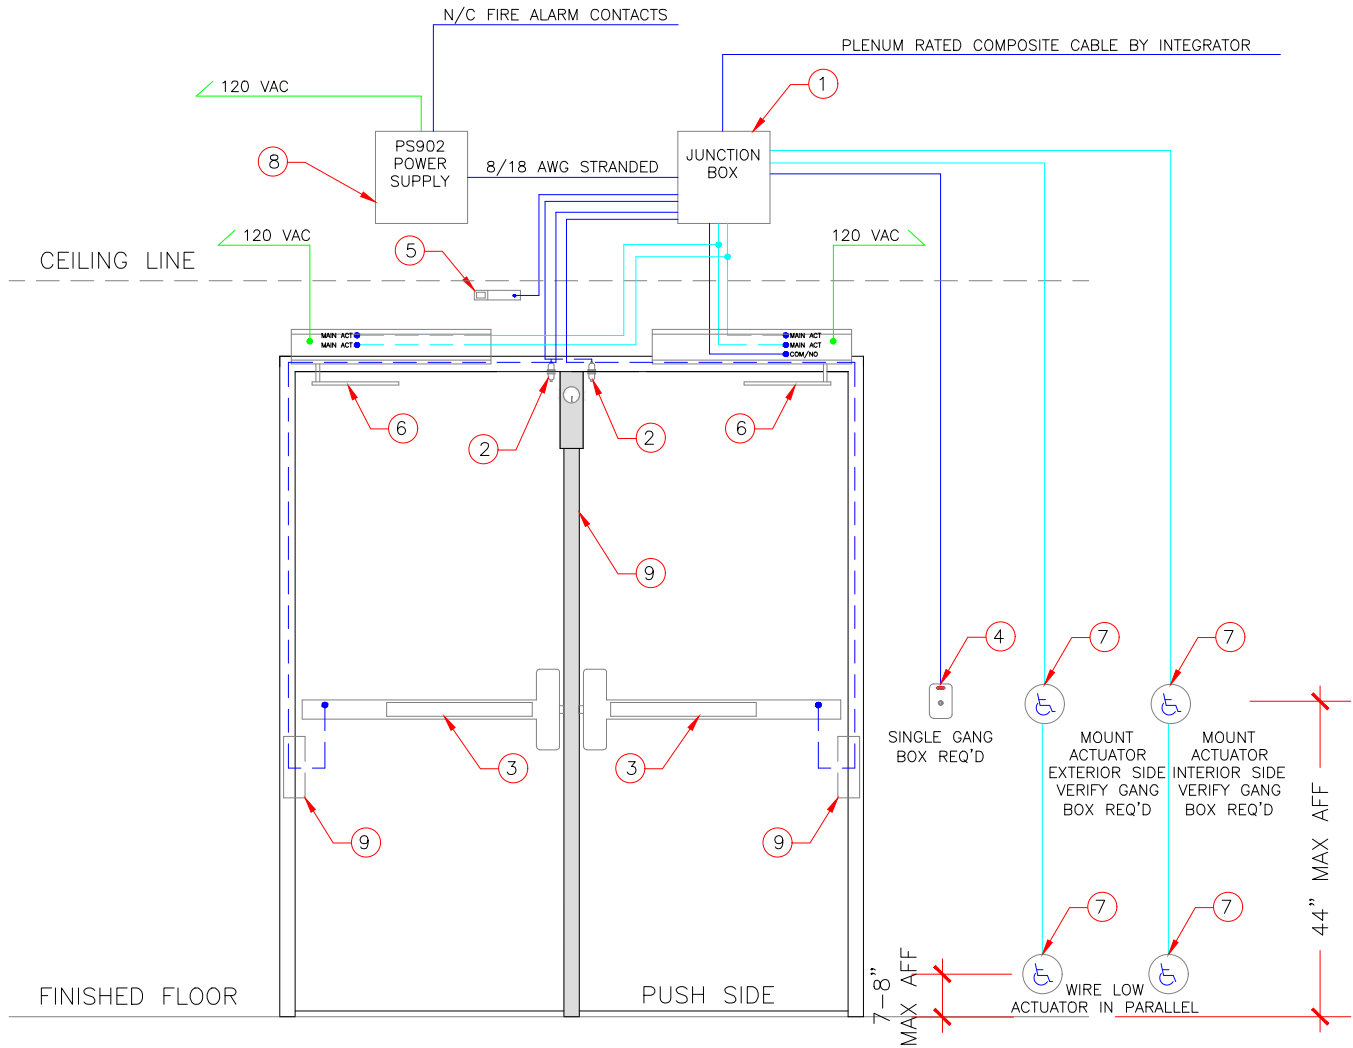 N/C FIRE ALARM CONTACTS
PLENUM RATED COMPOSITE CABLE BY INTEGRATOR
120 VAC
1
PS902
POWER
SUPPLY
8
8/18 AWG STRANDED
JUNCTION
BOX
120 VAC
120 VAC
5
CEILING LINE
MAIN ACT
MAIN ACT
MAIN ACT
MAIN ACT
COM/NO
6
2
2
6
9
4
7
7
SINGLE GANG
BOX REQ'D
MOUNT
ACTUATOR
EXTERIOR SIDE
VERIFY GANG
BOX REQ'D
MOUNT
ACTUATOR
INTERIOR SIDE
VERIFY GANG
BOX REQ'D
3
3
9
9
44" MAX AFF
7
7
7-8"
MAX AFF
WIRE LOW
ACTUATOR IN PARALLEL
FINISHED FLOOR
PUSH SIDE